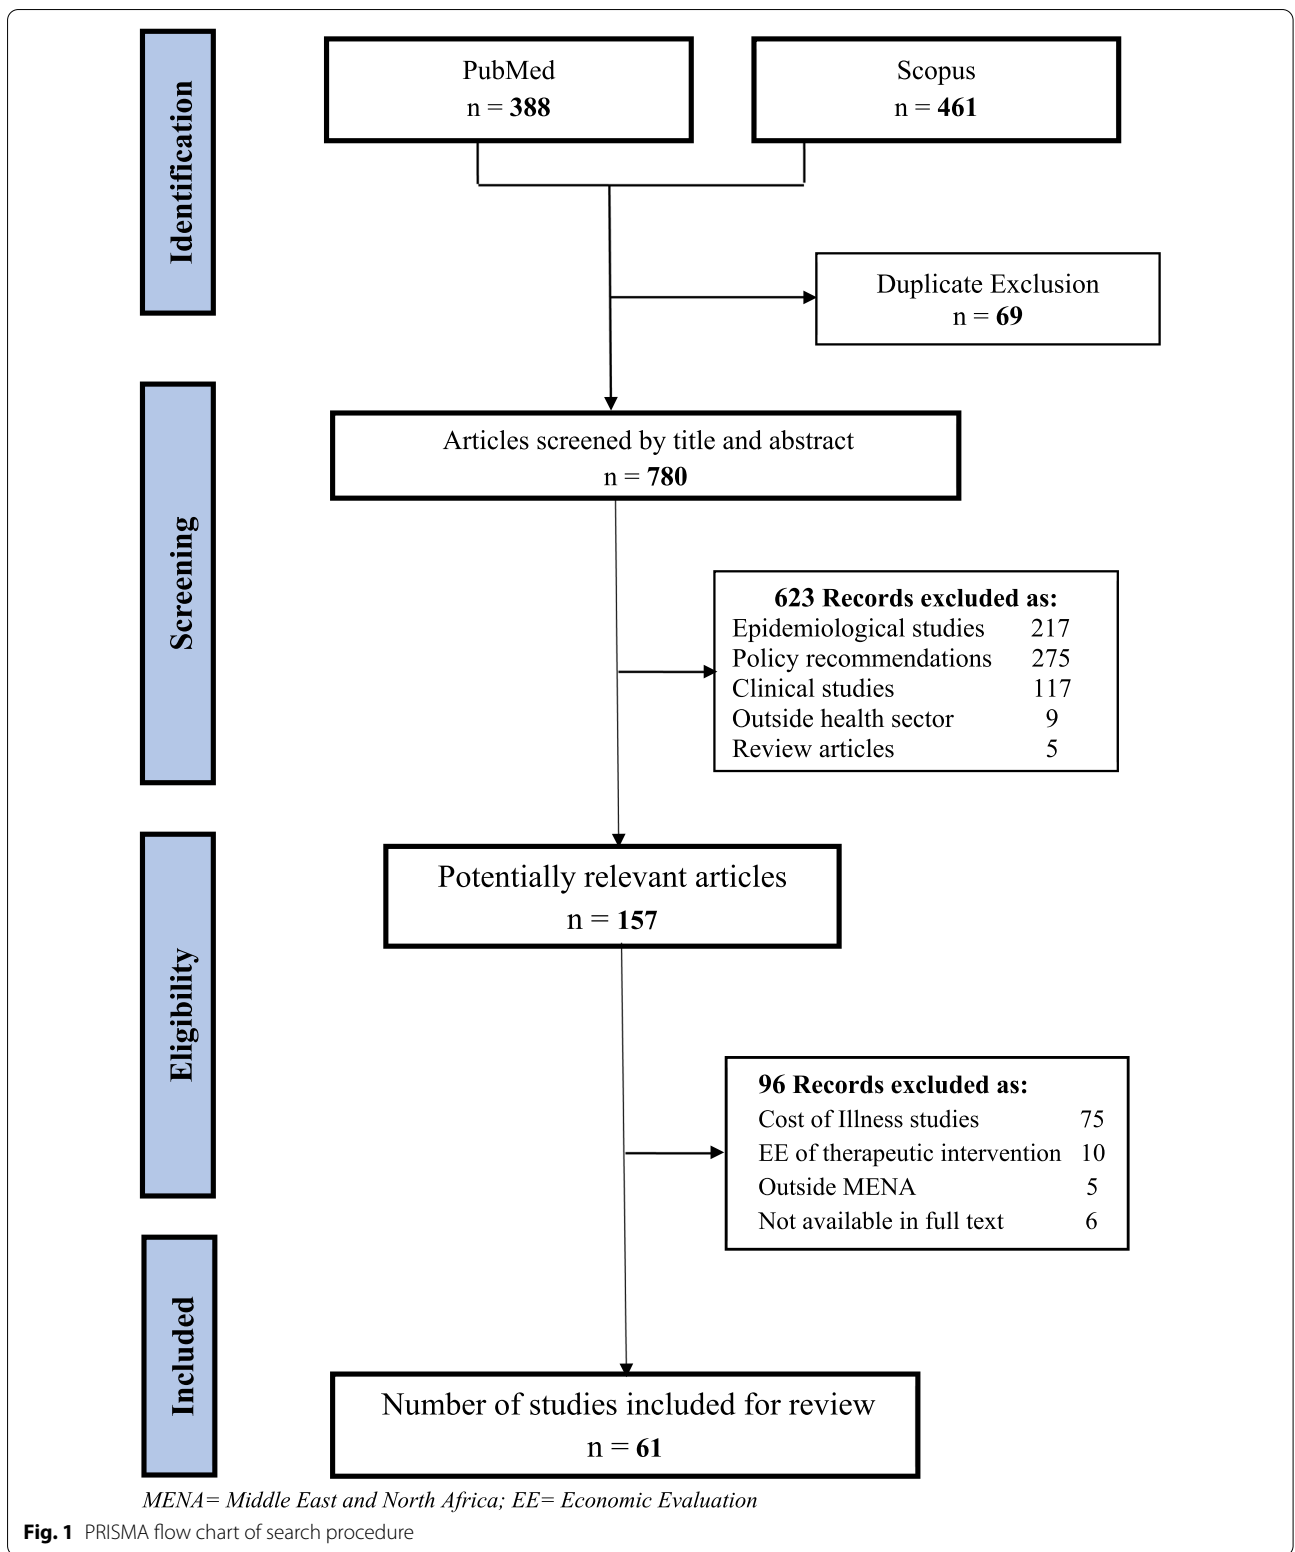 Identification
PubMed
n = 388
Scopus
n = 461
Duplicate Exclusion
n = 69
Screening
Articles screened by title and abstract
n = 780
623 Records excluded as:
Epidemiological studies 217
Policy recommendations 275
Clinical studies 117
Outside health sector 9
Review articles 5
Eligibility
Potentially relevant articles
n = 157
96 Records excluded as:
Cost of Illness studies 75
EE of therapeutic intervention 10
Outside MENA 5
Not available in full text 6
Included
Number of studies included for review
n = 61
MENA= Middle East and North Africa; EE= Economic Evaluation
Fig. 1 PRISMA flow chart of search procedure